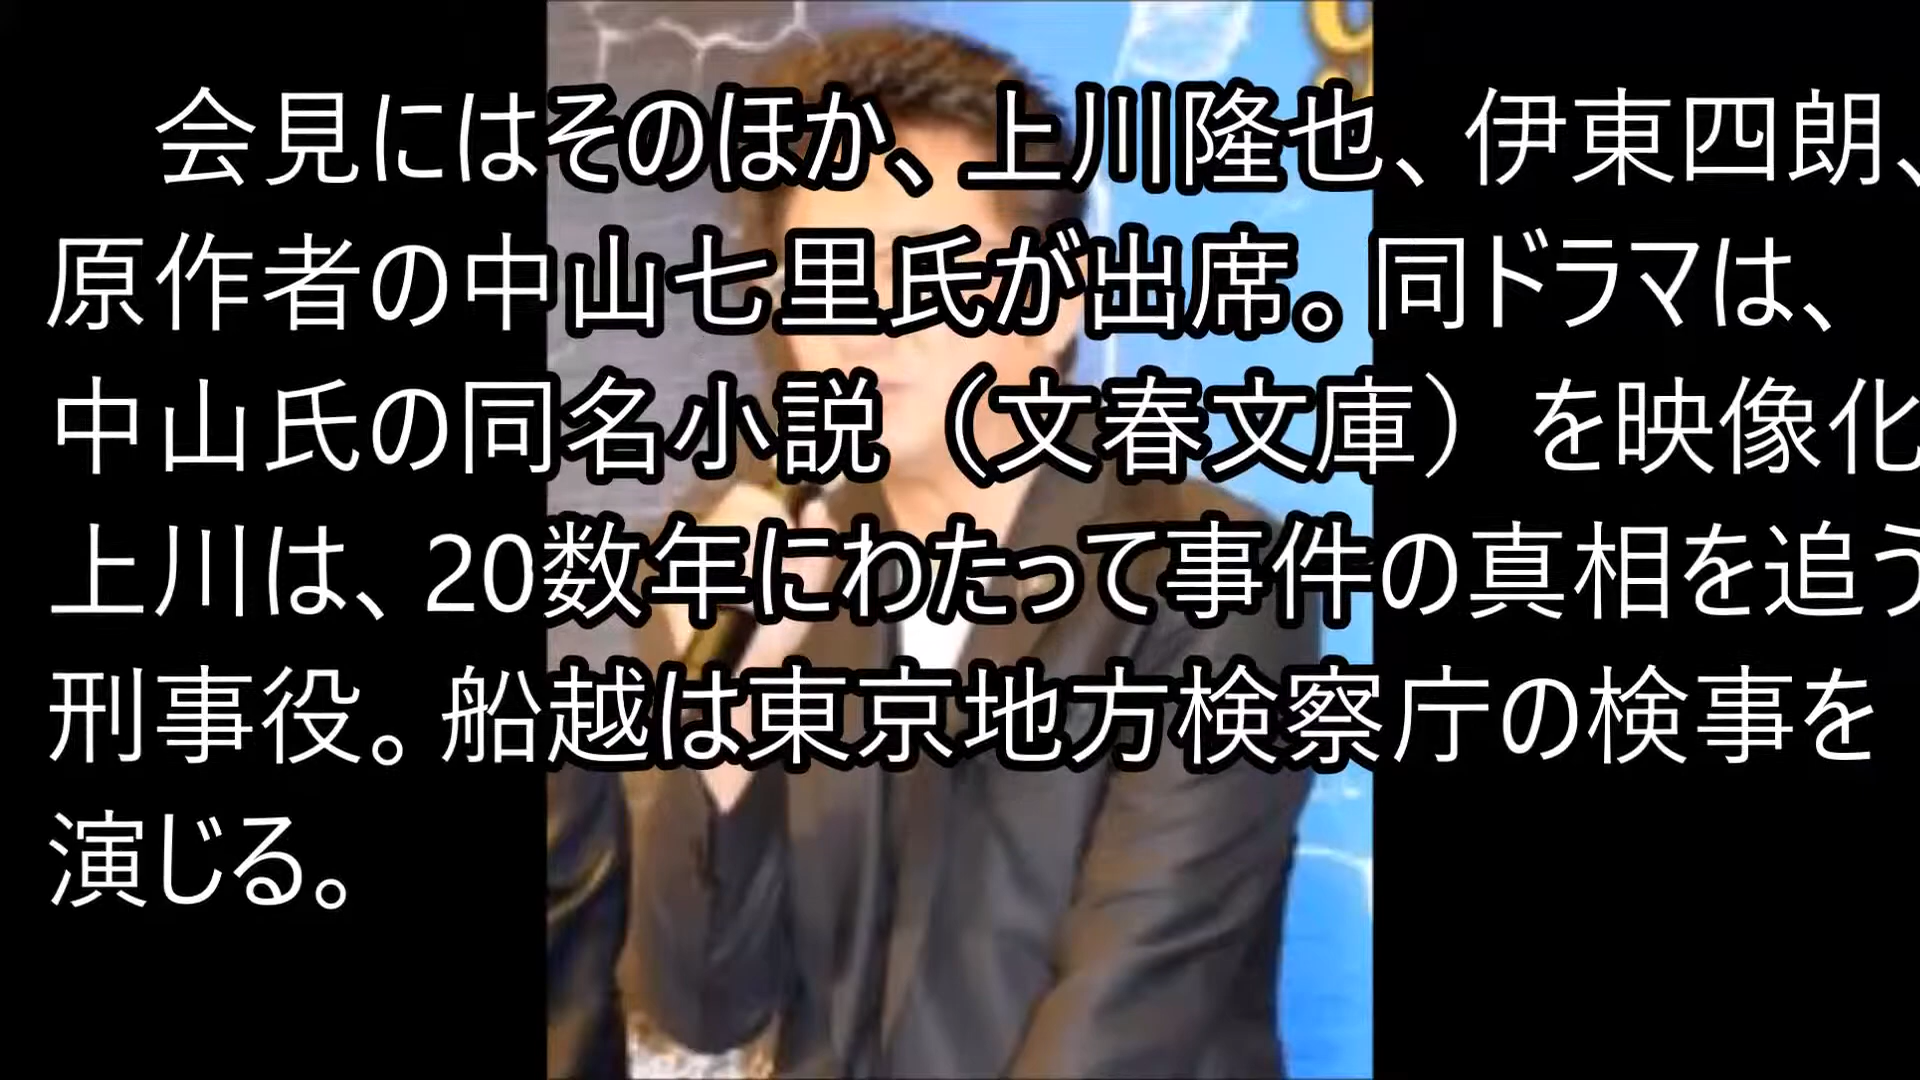 会見にはそのほか、上川隆也、伊東四朗、
原作者の中山七里氏が出席。同ドラマは、
中山氏の同名小説（文春文庫）を映像化
上川は、20数年にわたって事件の真相を追う
刑事役。船越は東京地方検察庁の検事を
演じる。